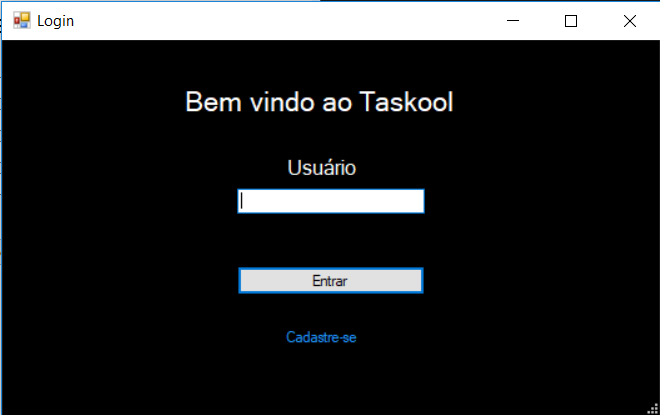 Login
Bem vindo ao Taskool
Usuário
Entrar
Cadastre-se